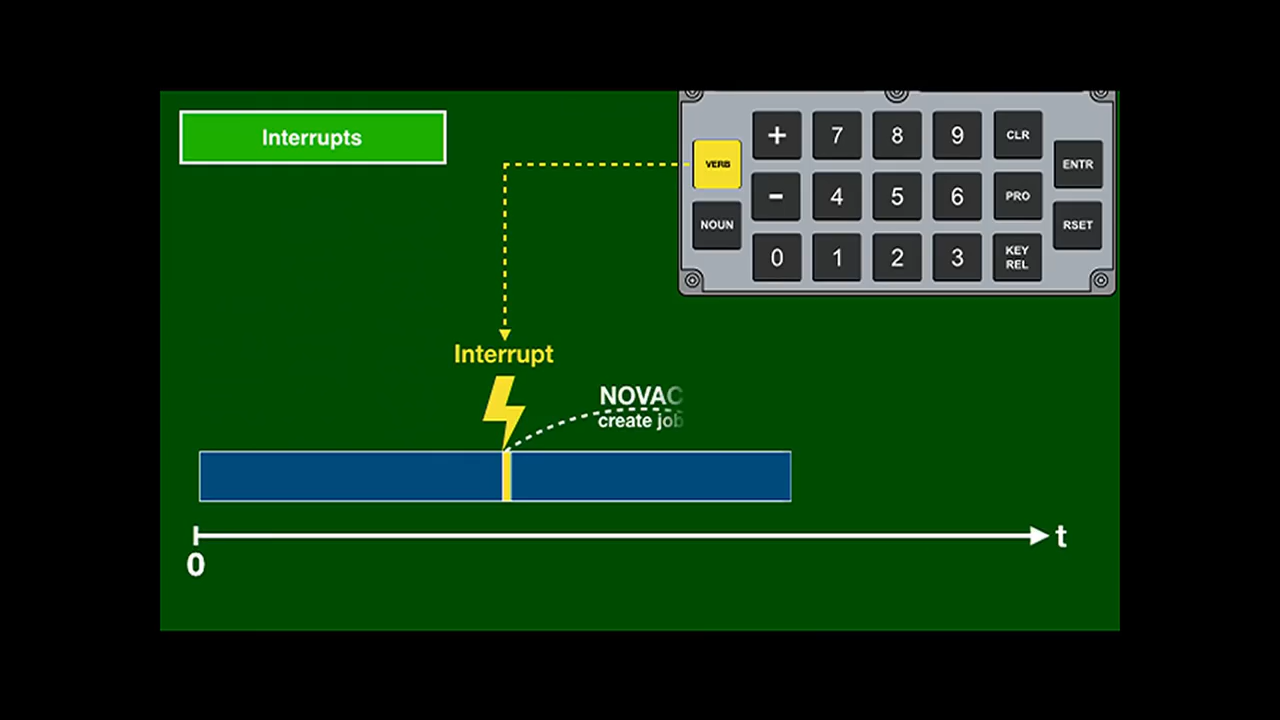 Interrupts
+ 7 8 9 CLR
VERB ENTR
- 4 5 6 PRO
NOUN RSET
0 1 2 3 KEY REL
Interrupt
NOVAC
create job
t
0